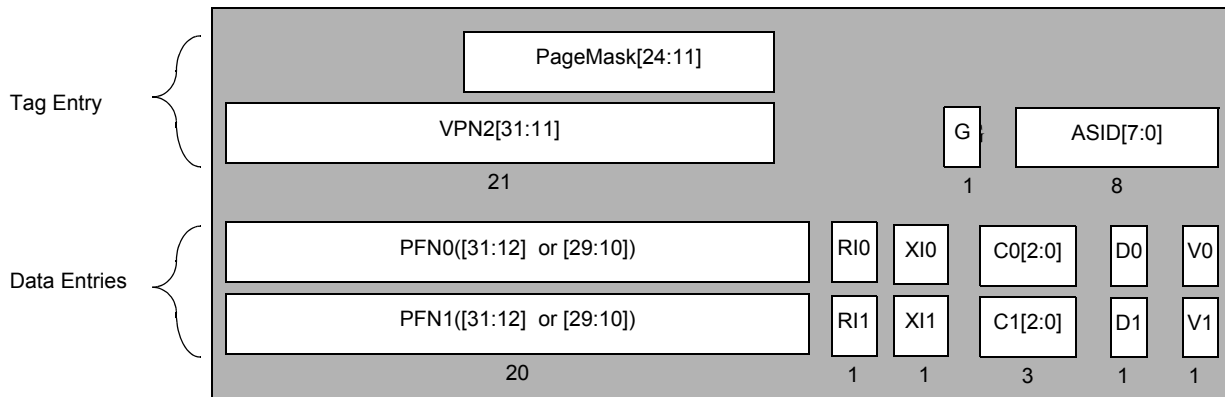 PageMask[24:11]
Tag Entry
VPN2[31:11]
G
ASID[7:0]
21
1
8
PFN0([31:12] or [29:10])
RI0
XI0
C0[2:0]
D0
V0
Data Entries
PFN1([31:12] or [29:10])
RI1
XI1
C1[2:0]
D1
V1
20
1
1
3
1
1